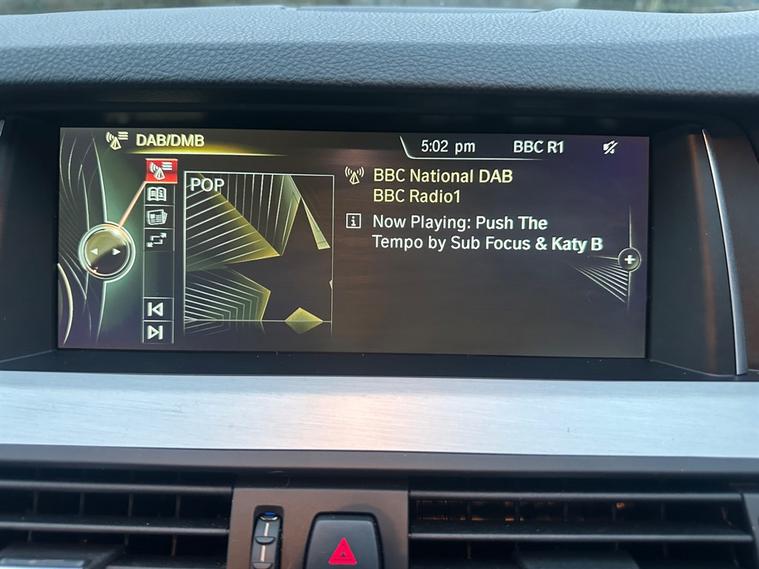 DAB/DMB
5:02 pm
BBC R1
POP
BBC National DAB
BBC Radio1
Now Playing: Push The
Tempo by Sub Focus & Katy B